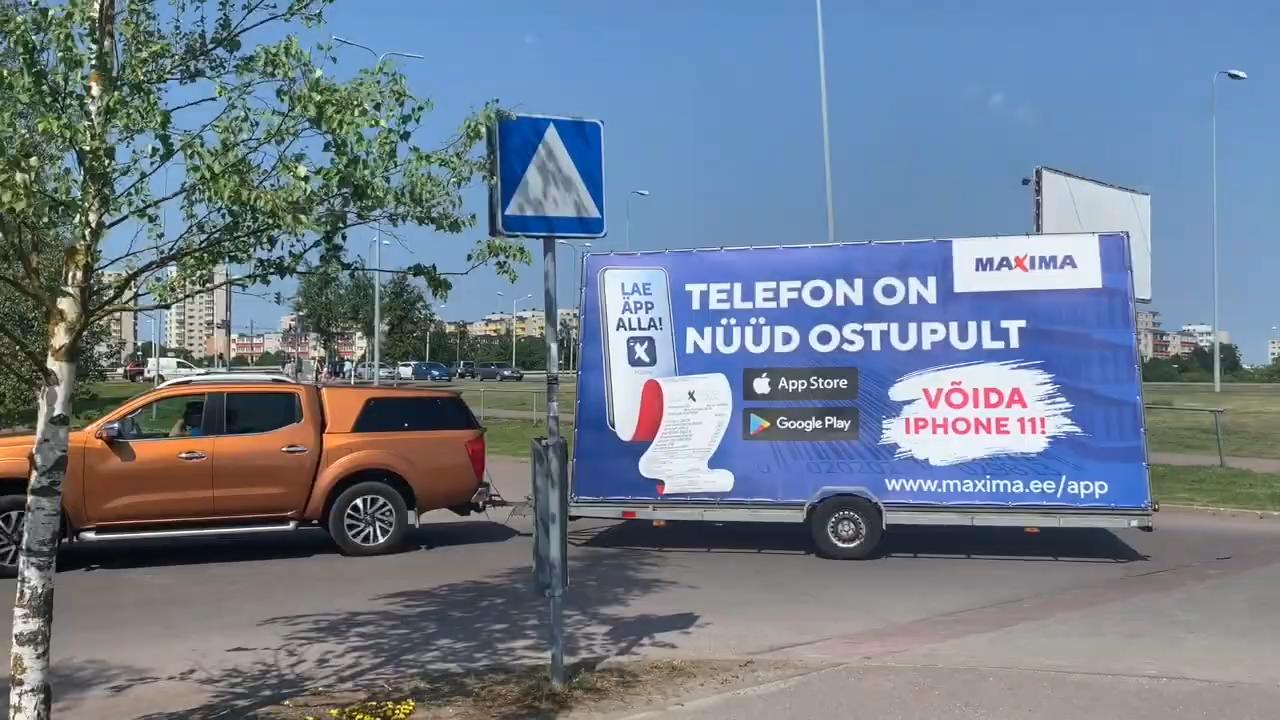 MAXIMA
LAE
ÄPP
ALLA!
TELEFON ON
NÜÜD OSTUPULT
App Store
Google Play
VÕIDA
IPHONE 11!
www.maxima.ee/app